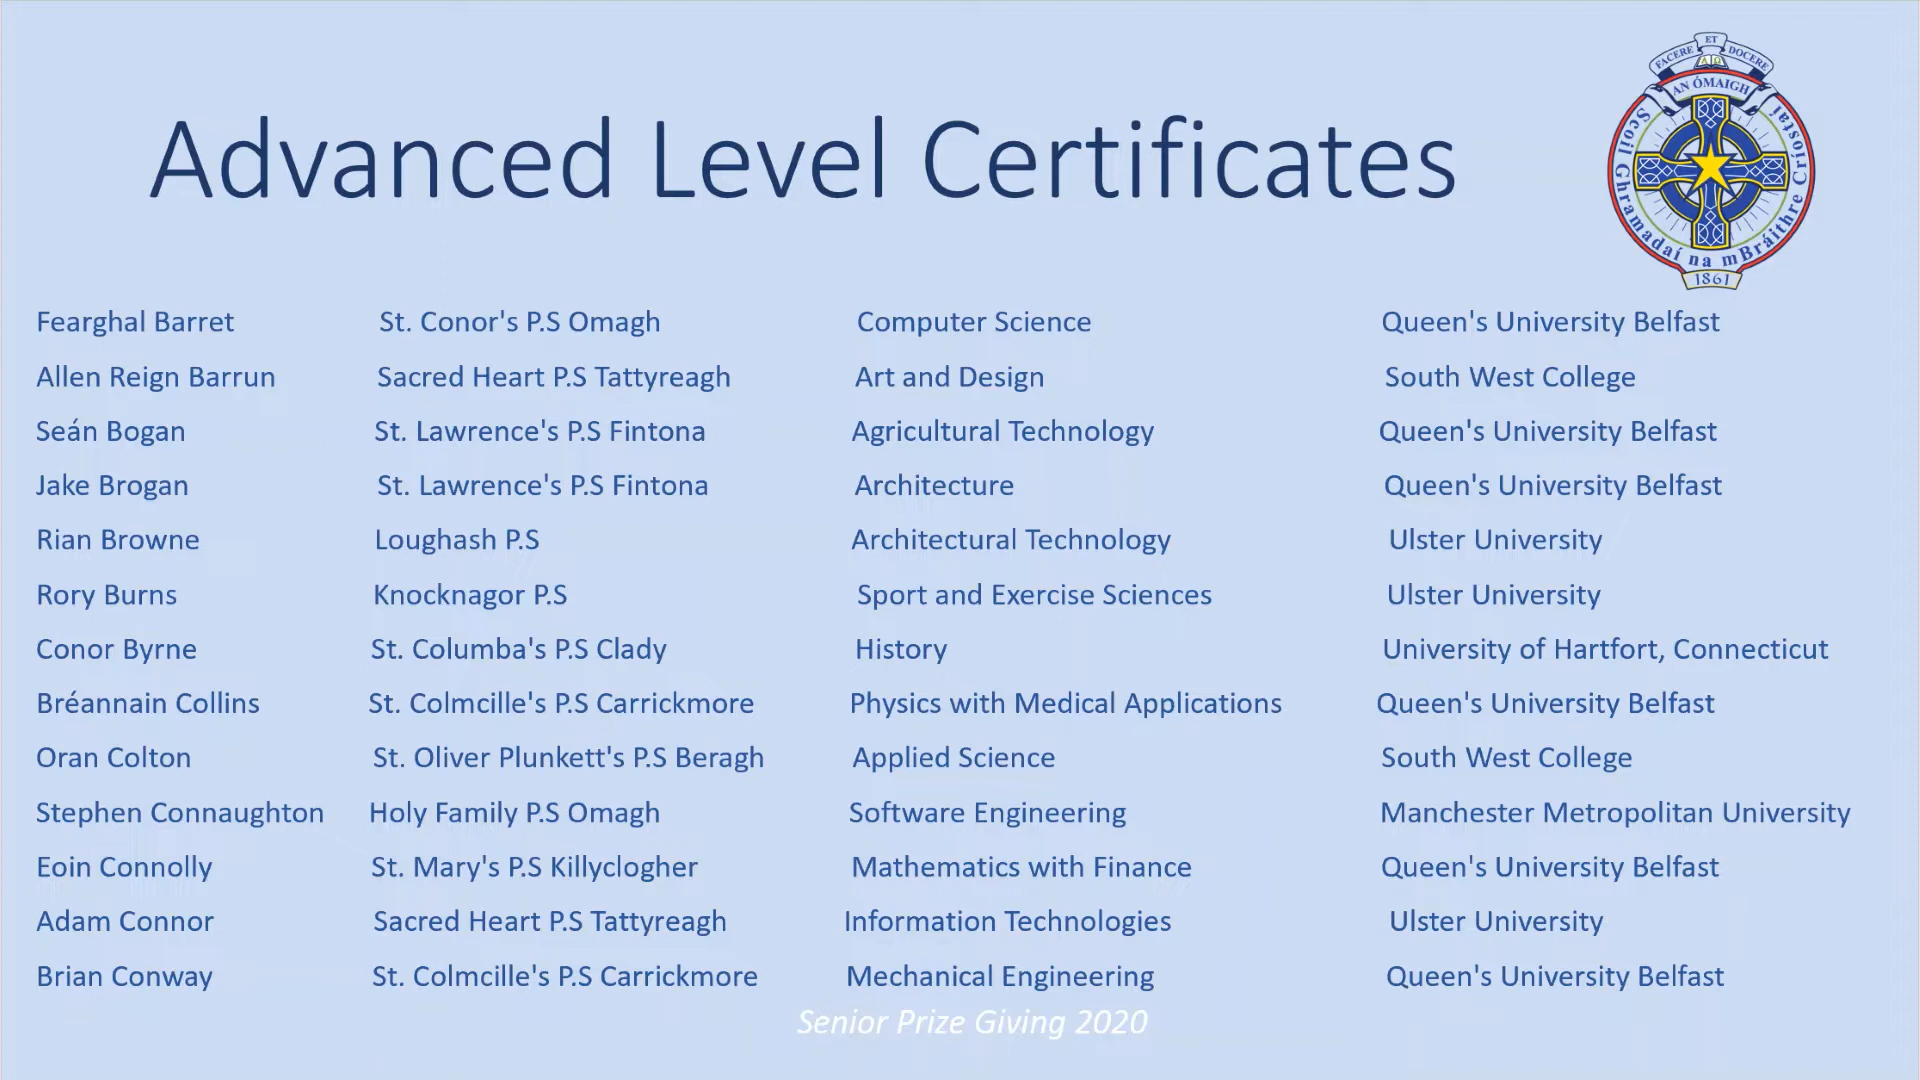 FACERE ET DOCERE
Α Ω
AN ÓMAIGH
Scoil Ghramadaí na mBráithre Críostaí
1861
Advanced Level Certificates
Fearghal Barret St. Conor's P.S Omagh Computer Science Queen's University Belfast
Allen Reign Barrun Sacred Heart P.S Tattyreagh Art and Design South West College
Seán Bogan St. Lawrence's P.S Fintona Agricultural Technology Queen's University Belfast
Jake Brogan St. Lawrence's P.S Fintona Architecture Queen's University Belfast
Rian Browne Loughash P.S Architectural Technology Ulster University
Rory Burns Knocknagor P.S Sport and Exercise Sciences Ulster University
Conor Byrne St. Columba's P.S Clady History University of Hartfort, Connecticut
Bréannain Collins St. Colmcille's P.S Carrickmore Physics with Medical Applications Queen's University Belfast
Oran Colton St. Oliver Plunkett's P.S Beragh Applied Science South West College
Stephen Connaughton Holy Family P.S Omagh Software Engineering Manchester Metropolitan University
Eoin Connolly St. Mary's P.S Killyclogher Mathematics with Finance Queen's University Belfast
Adam Connor Sacred Heart P.S Tattyreagh Information Technologies Ulster University
Brian Conway St. Colmcille's P.S Carrickmore Mechanical Engineering Queen's University Belfast
Senior Prize Giving 2020